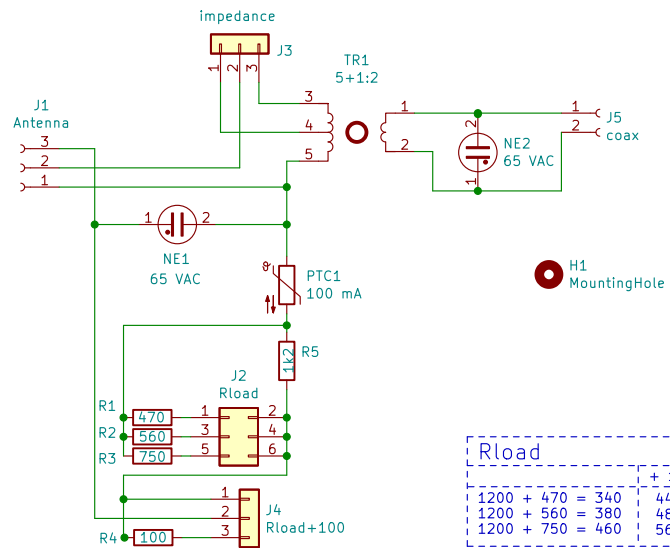 impedance
J3
1 2 3
TR1
5+1:2
J1
Antenna
3
2
1
3
4
5
1
2
2
1
NE2
65 VAC
1
2
J5
coax
1
2
NE1
65 VAC
ϑ
PTC1
100 mA
H1
MountingHole
R5
1k2
J2
Rload
R1
470
1
2
R2
560
3
4
R3
750
5
6
Rload
1200 + 470 = 340
1200 + 560 = 380
1200 + 750 = 460
+
44
48
56
1
2
3
J4
Rload+100
R4
100